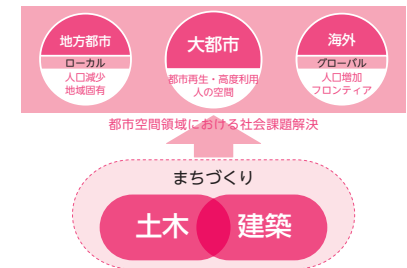 地方都市
ローカル
人口減少
地域固有
大都市
都市再生・高度利用
人の空間
海外
グローバル
人口増加
フロンティア
都市空間領域における社会課題解決
まちづくり
土木
建築